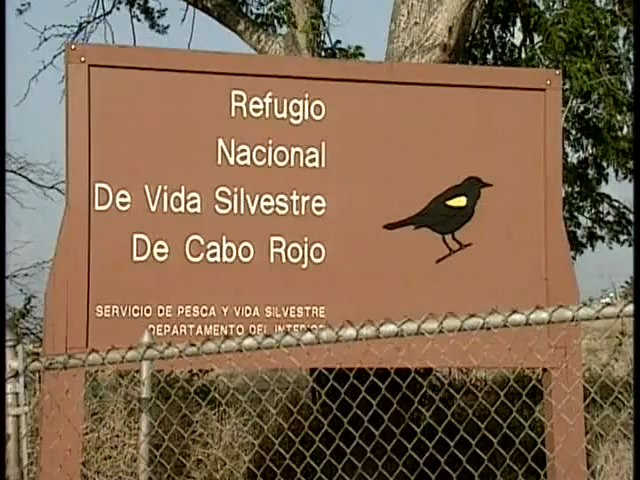 Refugio
Nacional
De Vida Silvestre
De Cabo Rojo
SERVICIO DE PESCA Y VIDA SILVESTRE
DEPARTAMENTO DEL INTERIOR